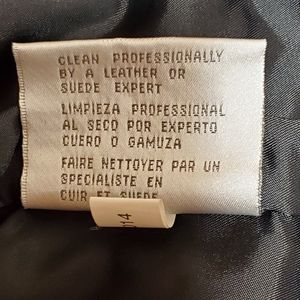 CLEAN PROFESSIONALLY
BY A LEATHER OR
SUEDE EXPERT
LIMPIEZA PROFESSIONAL
AL SECO POR EXPERTO
CUERO O GAMUZA
FAIRE NETTOYER PAR UN
SPECIALISTE EN
CUIR ET SUEDE
014